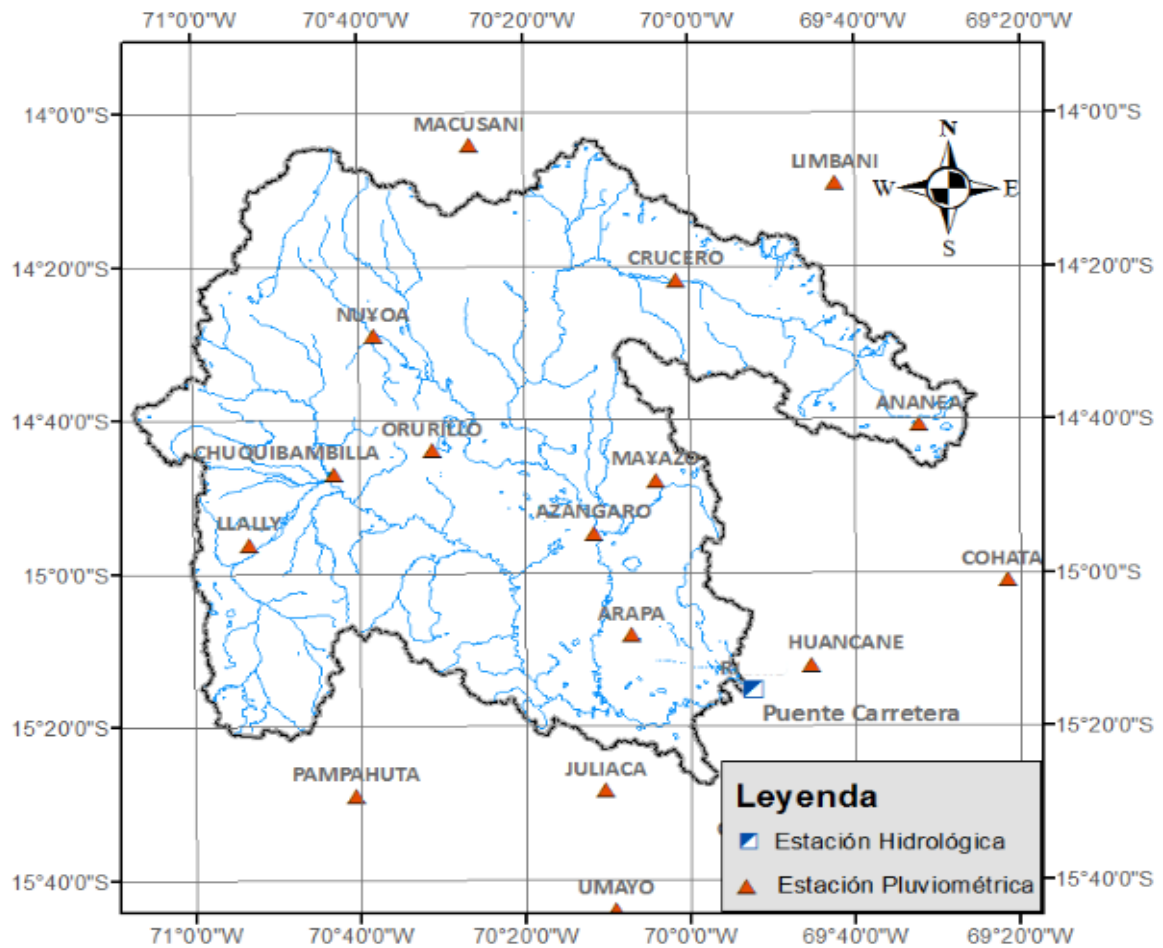 71°0'0"W 70°40'0"W 70°20'0"W 70°0'0"W 69°40'0"W 69°20'0"W
14°0'0"S 14°0'0"S
MACUSANI
N
LIMBANI
W E
S
CRUCERO
14°20'0"S 14°20'0"S
NU¥OA
ANANEA
14°40'0"S 14°40'0"S
ORURILLO
CHUQUIBAMBILLA
MA¥AZO
AZANGARO
LLALLY
COHATA
15°0'0"S 15°0'0"S
ARAPA
HUANCANE
Puente Carretera
15°20'0"S 15°20'0"S
PAMPAHUTA
JULIACA
Leyenda
Estación Hidrológica
Estación Pluviométrica
15°40'0"S 15°40'0"S
UMAYO
71°0'0"W 70°40'0"W 70°20'0"W 70°0'0"W 69°40'0"W 69°20'0"W